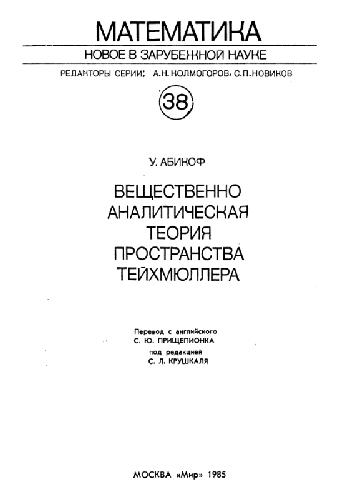 МАТЕМАТИКА
НОВОЕ В ЗАРУБЕЖНОЙ НАУКЕ
РЕДАКТОРЫ СЕРИИ: А.Н. КОЛМОГОРОВ, С.П. НОВИКОВ
38
У. АБИКОФ
ВЕЩЕСТВЕННО
АНАЛИТИЧЕСКАЯ
ТЕОРИЯ
ПРОСТРАНСТВА
ТЕЙХМЮЛЛЕРА
Перевод с английского
С. Ю. ПРИЩЕПИОНКА
под редакцией
С. Л. КРУШКАЛЯ
МОСКВА «Мир» 1985